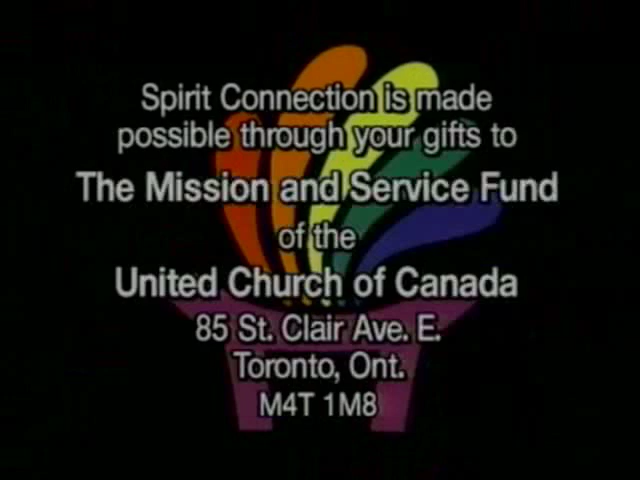 Spirit Connection is made
possible through your gifts to
The Mission and Service Fund
of the
United Church of Canada
85 St. Clair Ave. E.
Toronto, Ont.
M4T 1M8